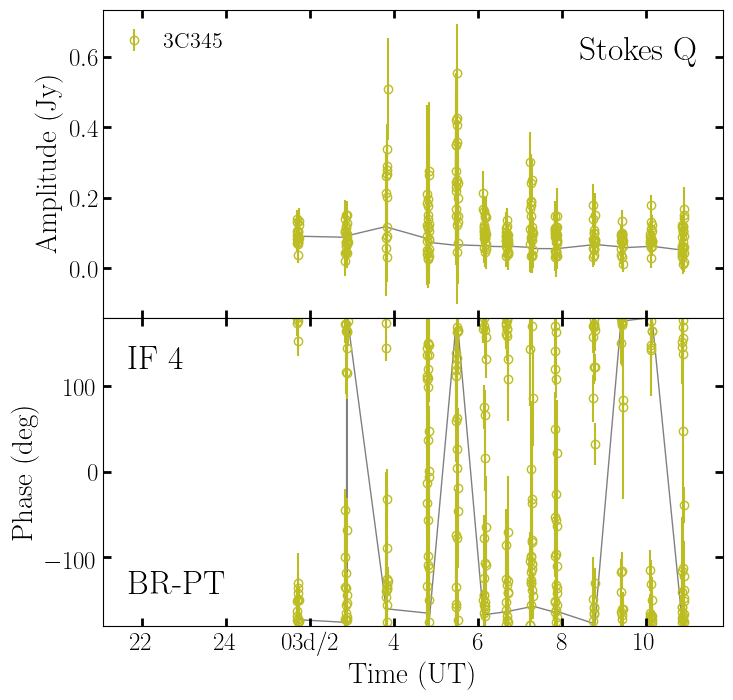 3C345
Stokes Q
Amplitude (Jy)
0.6
0.4
0.2
0.0
IF 4
BR-PT
Phase (deg)
100
0
−100
22 24 03d/2 4 6 8 10
Time (UT)